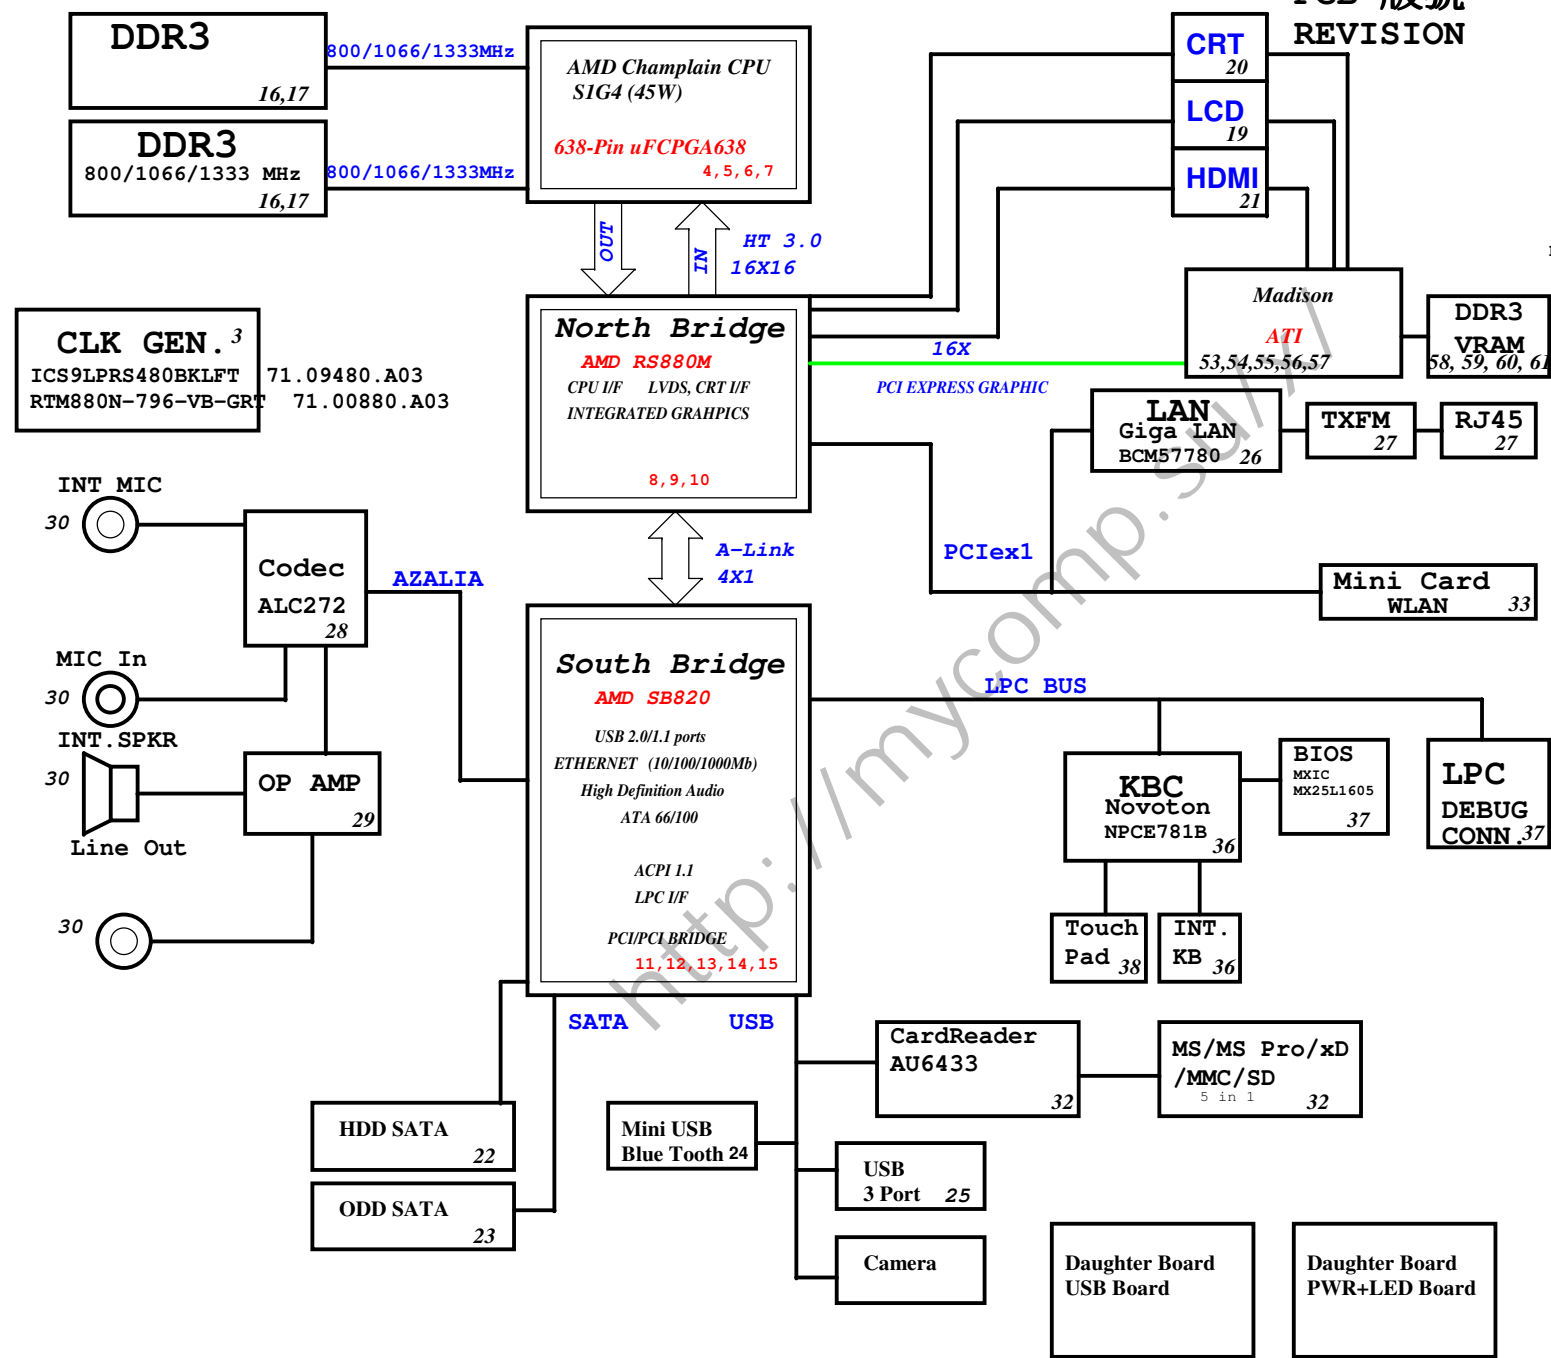 PCB 版號
REVISION
DDR3
16,17
800/1066/1333MHz
AMD Champlain CPU
S1G4 (45W)
638-Pin uFCPGA638
4,5,6,7
DDR3
800/1066/1333 MHz
16,17
800/1066/1333MHz
CRT
20
LCD
19
HDMI
21
OUT
IN
HT 3.0
16X16
CLK GEN. 3
ICS9LPRS480BKLFT 71.09480.A03
RTM880N-796-VB-GRT 71.00880.A03
North Bridge
AMD RS880M
CPU I/F LVDS, CRT I/F
INTEGRATED GRAHPICS
8,9,10
16X
PCI EXPRESS GRAPHIC
Madison
ATI
53,54,55,56,57
DDR3
VRAM
58, 59, 60, 61
LAN
Giga LAN
BCM57780 26
TXFM
27
RJ45
27
INT MIC
30
Codec
ALC272
28
AZALIA
A-Link
4X1
PCIex1
Mini Card
WLAN 33
MIC In
30
INT.SPKR
30
OP AMP
29
Line Out
30
South Bridge
AMD SB820
USB 2.0/1.1 ports
ETHERNET (10/100/1000Mb)
High Definition Audio
ATA 66/100
ACPI 1.1
LPC I/F
PCI/PCI BRIDGE
11,12,13,14,15
LPC BUS
KBC
Novoton
NPCE781B
36
BIOS
MXIC
MX25L1605
37
LPC
DEBUG
CONN. 37
Touch
Pad 38
INT.
KB 36
SATA
USB
CardReader
AU6433
32
MS/MS Pro/xD
/MMC/SD
5 in 1 32
HDD SATA
22
Mini USB
Blue Tooth 24
USB
3 Port 25
ODD SATA
23
Camera
Daughter Board
USB Board
Daughter Board
PWR+LED Board
http://mycomp.su/x/